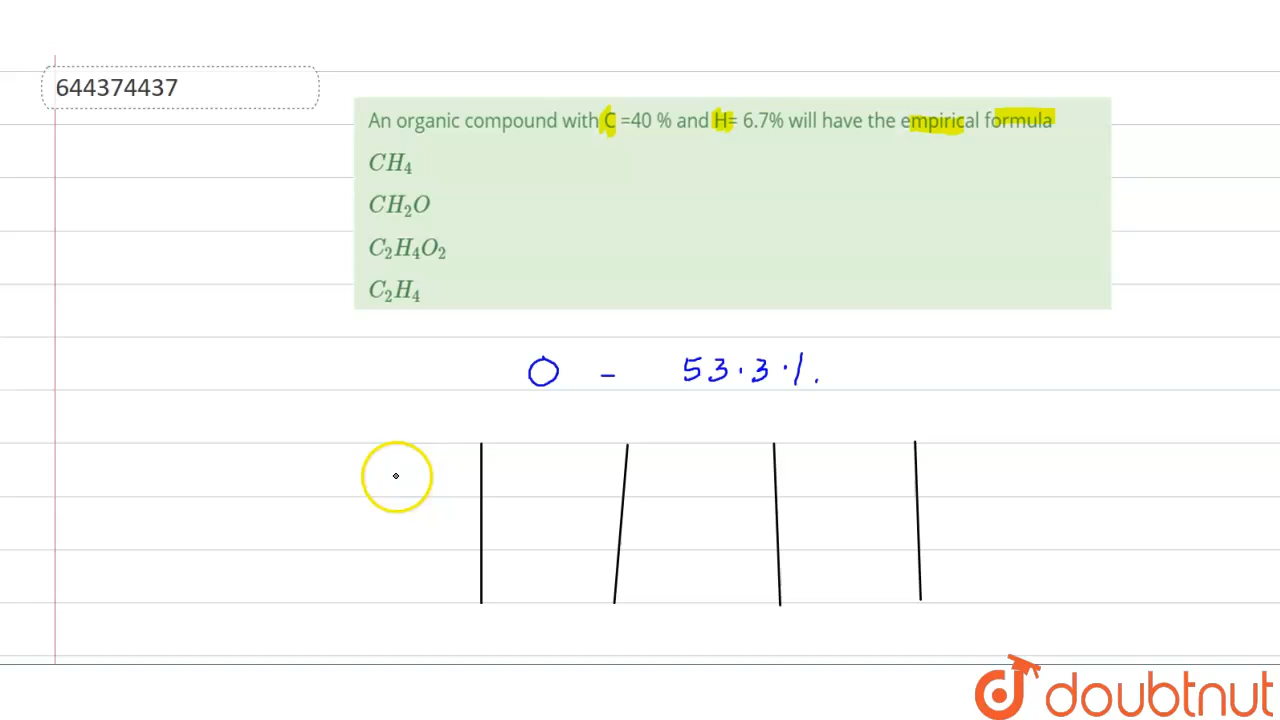 644374437
An organic compound with C =40 % and H= 6.7% will have the empirical formula
CH₄
CH₂O
C₂H₄O₂
C₂H₄
O - 53.3%.
doubtnut